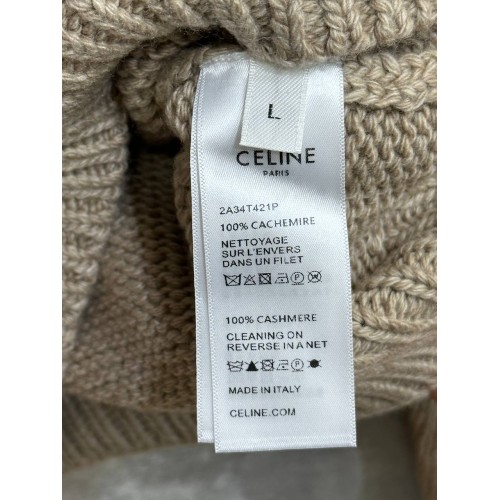 L
CELINE
PARIS
2A34T421P
100% CACHEMIRE
NETTOYAGE
SUR L'ENVERS
DANS UN FILET
100% CASHMERE
CLEANING ON
REVERSE IN A NET
MADE IN ITALY
CELINE.COM